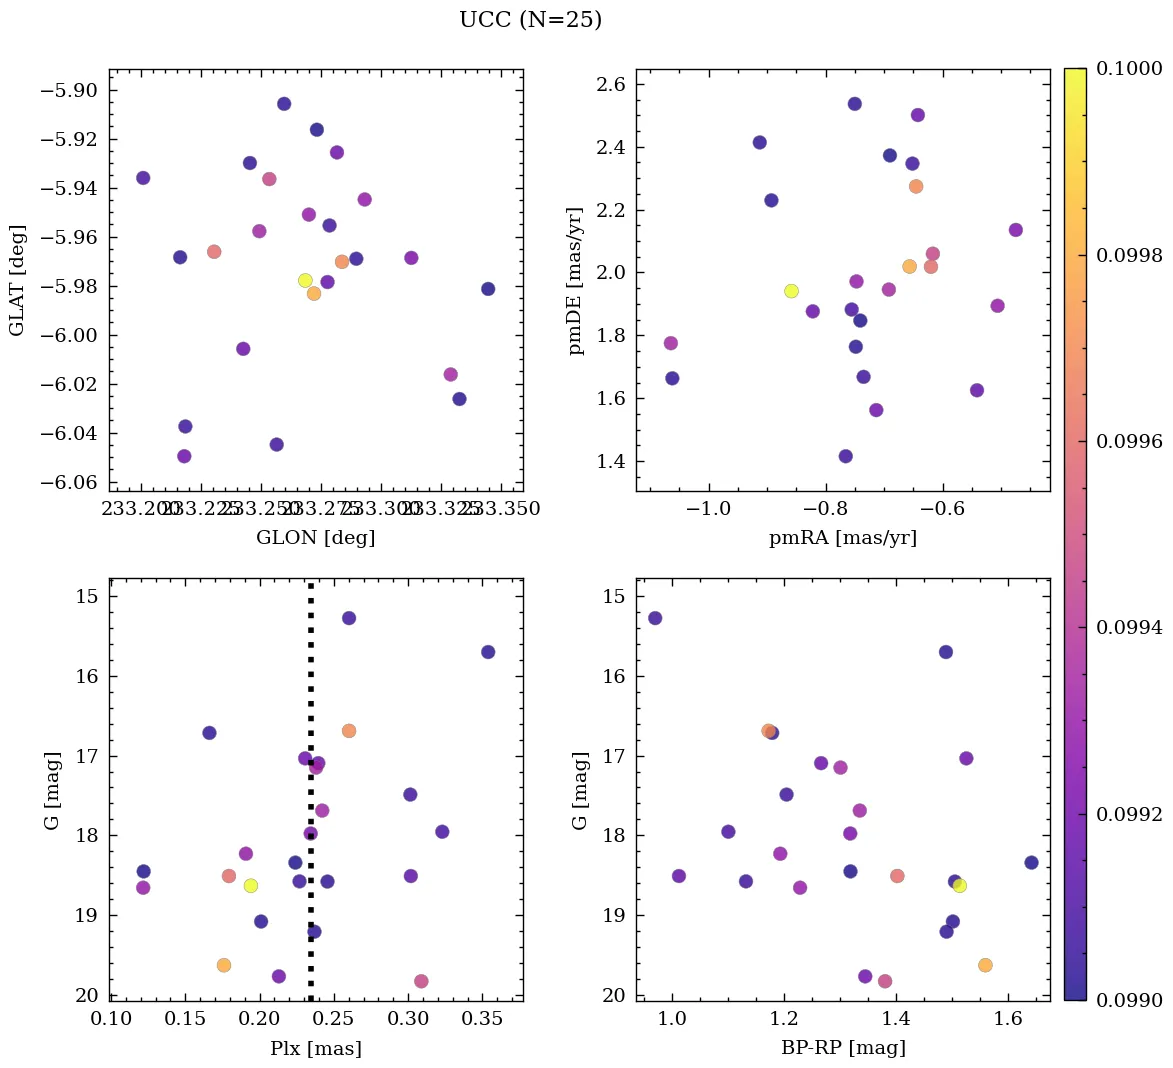 UCC (N=25)
−5.90
−5.92
−5.94
−5.96
−5.98
−6.00
−6.02
−6.04
−6.06
GLAT [deg]
233.200 233.225 233.250 233.275 233.300 233.325 233.350
GLON [deg]
2.6
2.4
2.2
2.0
1.8
1.6
1.4
pmDE [mas/yr]
−1.0 −0.8 −0.6
pmRA [mas/yr]
0.1000
0.0998
0.0996
0.0994
0.0992
0.0990
15
16
17
18
19
20
G [mag]
0.10 0.15 0.20 0.25 0.30 0.35
Plx [mas]
15
16
17
18
19
20
G [mag]
1.0 1.2 1.4 1.6
BP-RP [mag]